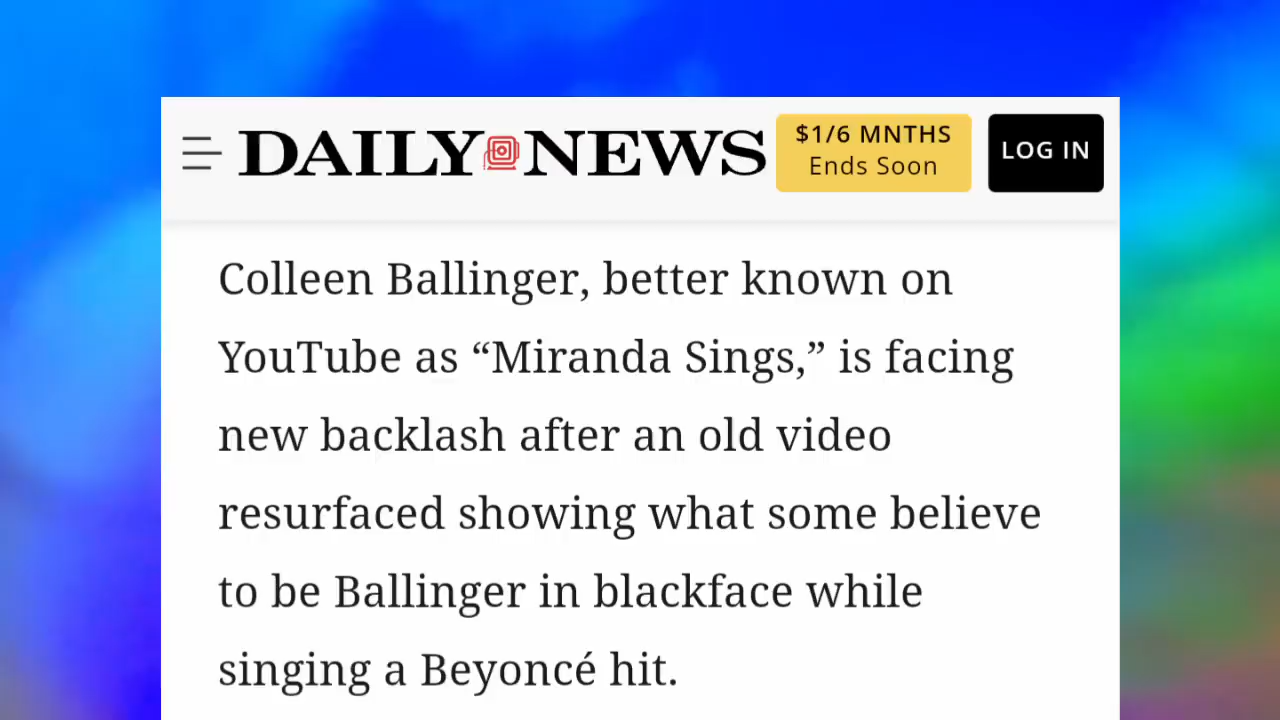 DAILY NEWS
$1/6 MNTHS
Ends Soon
LOG IN
Colleen Ballinger, better known on
YouTube as “Miranda Sings,” is facing
new backlash after an old video
resurfaced showing what some believe
to be Ballinger in blackface while
singing a Beyoncé hit.